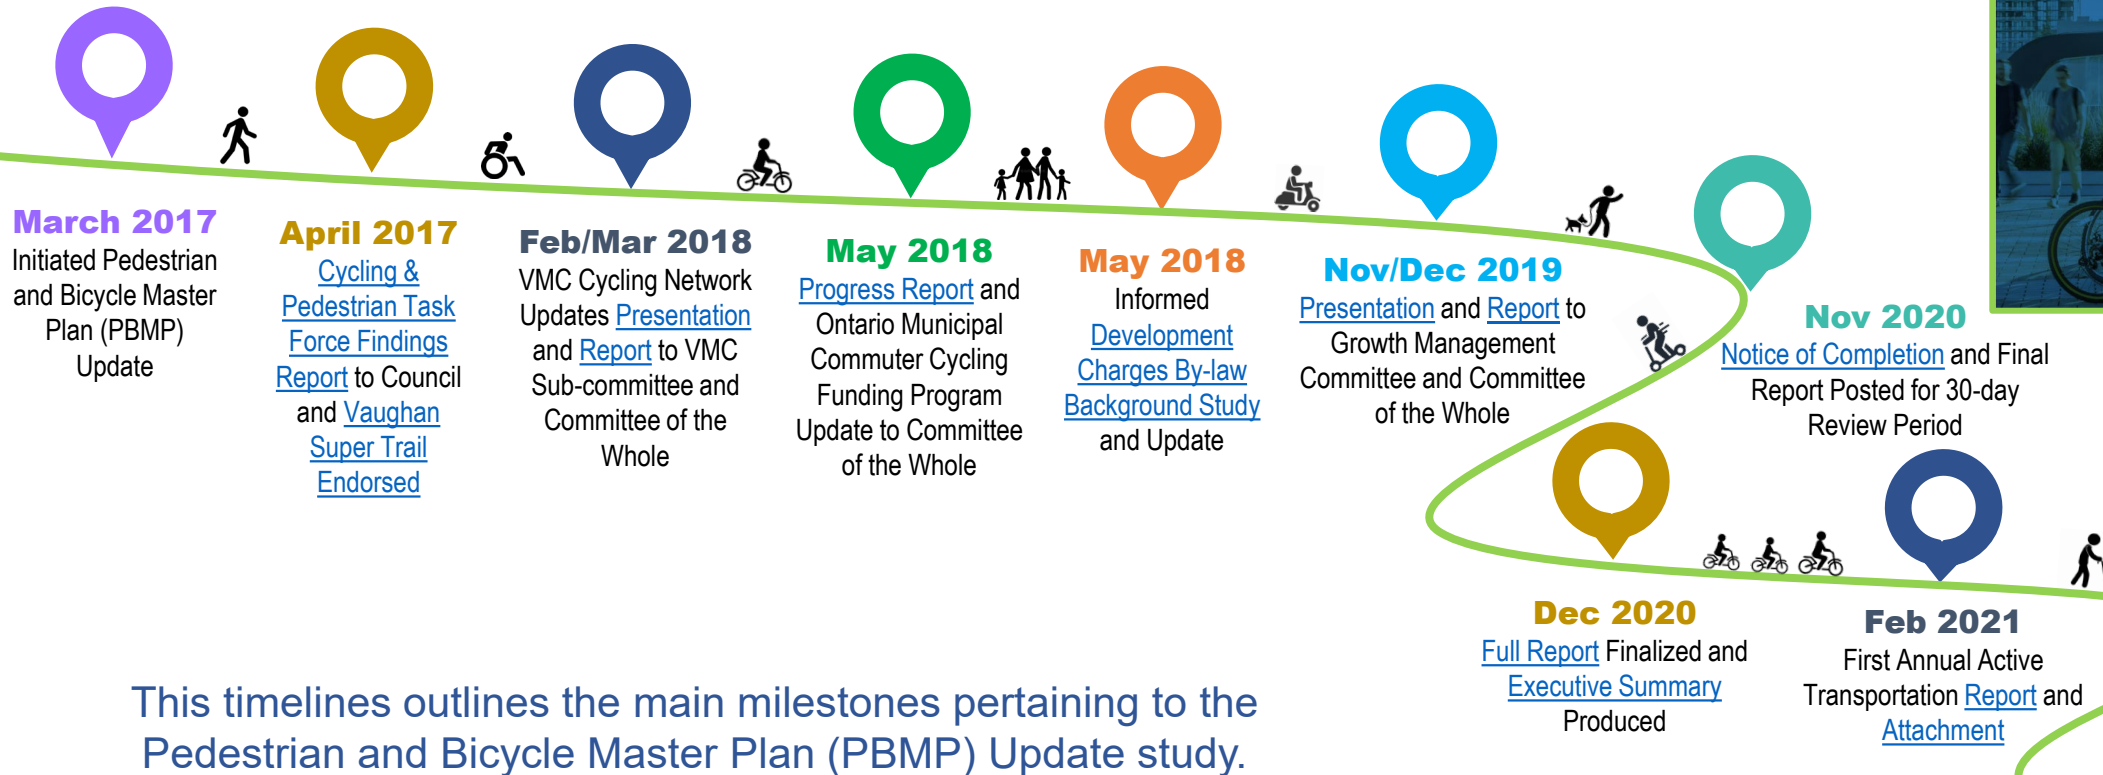 March 2017
Initiated Pedestrian
and Bicycle Master
Plan (PBMP)
Update
April 2017
Cycling &
Pedestrian Task
Force Findings
Report to Council
and Vaughan
Super Trail
Endorsed
Feb/Mar 2018
VMC Cycling Network
Updates Presentation
and Report to VMC
Sub-committee and
Committee of the
Whole
May 2018
Progress Report and
Ontario Municipal
Commuter Cycling
Funding Program
Update to Committee
of the Whole
May 2018
Informed
Development
Charges By-law
Background Study
and Update
Nov/Dec 2019
Presentation and Report to
Growth Management
Committee and Committee
of the Whole
Nov 2020
Notice of Completion and Final
Report Posted for 30-day
Review Period
Dec 2020
Full Report Finalized and
Executive Summary
Produced
Feb 2021
First Annual Active
Transportation Report and
Attachment
This timelines outlines the main milestones pertaining to the
Pedestrian and Bicycle Master Plan (PBMP) Update study.